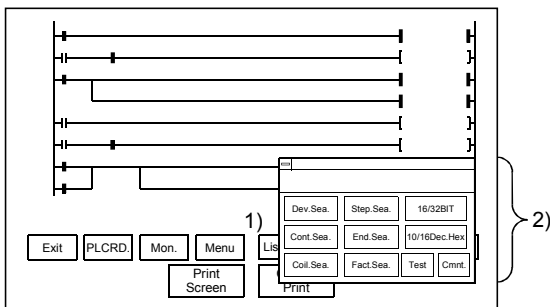 Dev.Sea. Step.Sea. 16/32BIT
1) 2)
Cont.Sea. End.Sea. 10/16Dec.Hex
Exit PLCRD. Mon. Menu Lis
Coil.Sea. Fact.Sea. Test Cmnt.
Print
Screen
Print